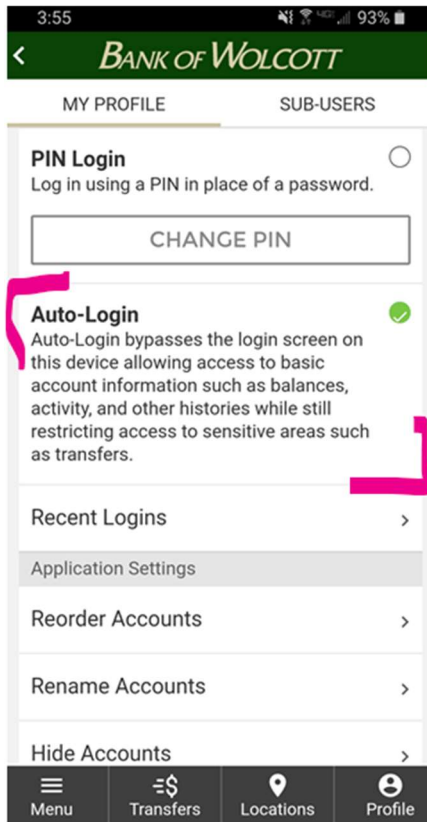 3:55 4G 93%
BANK OF WOLCOTT
MY PROFILE SUB-USERS
PIN Login
Log in using a PIN in place of a password.
CHANGE PIN
Auto-Login
Auto-Login bypasses the login screen on
this device allowing access to basic
account information such as balances,
activity, and other histories while still
restricting access to sensitive areas such
as transfers.
Recent Logins
Application Settings
Reorder Accounts
Rename Accounts
Hide Accounts
Menu Transfers Locations Profile